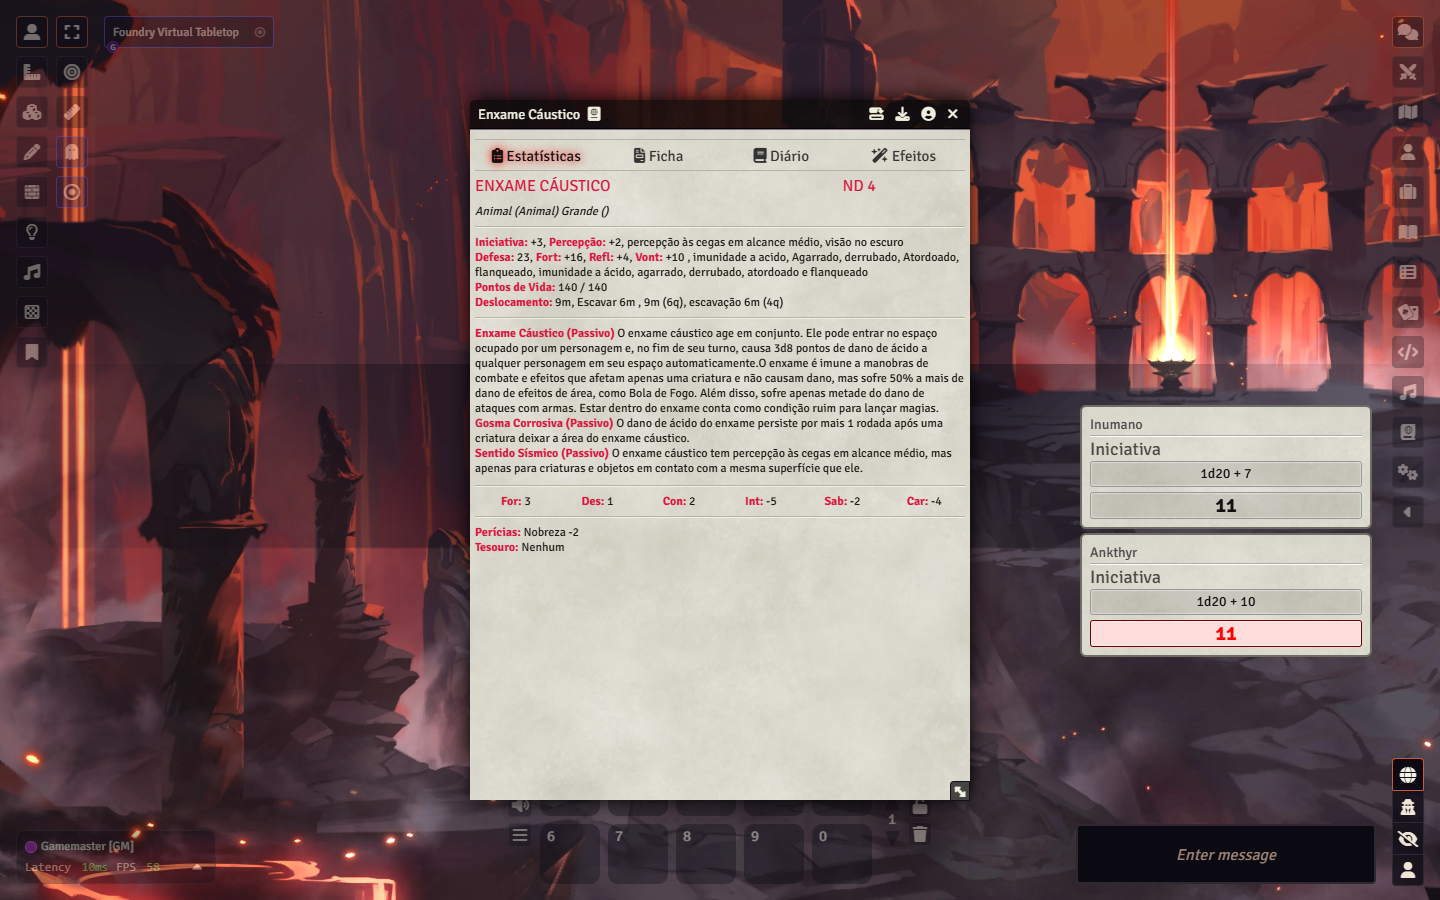 Foundry Virtual Tabletop
G
Enxame Cáustico
Estatísticas
Ficha
Diário
Efeitos
ENXAME CÁUSTICO
ND 4
Animal (Animal) Grande ()
Iniciativa: +3, Percepção: +2, percepção às cegas em alcance médio, visão no escuro
Defesa: 23, Fort: +16, Refl: +4, Vont: +10 , imunidade a acido, Agarrado, derrubado, Atordoado,
flanqueado, imunidade a ácido, agarrado, derrubado, atordoado e flanqueado
Pontos de Vida: 140 / 140
Deslocamento: 9m, Escavar 6m , 9m (6q), escavação 6m (4q)
Enxame Cáustico (Passivo) O enxame cáustico age em conjunto. Ele pode entrar no espaço
ocupado por um personagem e, no fim de seu turno, causa 3d8 pontos de dano de ácido a
qualquer personagem em seu espaço automaticamente.O enxame é imune a manobras de
combate e efeitos que afetam apenas uma criatura e não causam dano, mas sofre 50% a mais de
dano de efeitos de área, como Bola de Fogo. Além disso, sofre apenas metade do dano de
ataques com armas. Estar dentro do enxame conta como condição ruim para lançar magias.
Gosma Corrosiva (Passivo) O dano de ácido do enxame persiste por mais 1 rodada após uma
criatura deixar a área do enxame cáustico.
Sentido Sísmico (Passivo) O enxame cáustico tem percepção às cegas em alcance médio, mas
apenas para criaturas e objetos em contato com a mesma superfície que ele.
For: 3 Des: 1 Con: 2 Int: -5 Sab: -2 Car: -4
Perícias: Nobreza -2
Tesouro: Nenhum
Inumano
Iniciativa
1d20 + 7
11
Ankthyr
Iniciativa
1d20 + 10
11
6 7 8 9 0
1
Gamemaster [GM]
Latency 10ms FPS 58
Enter message